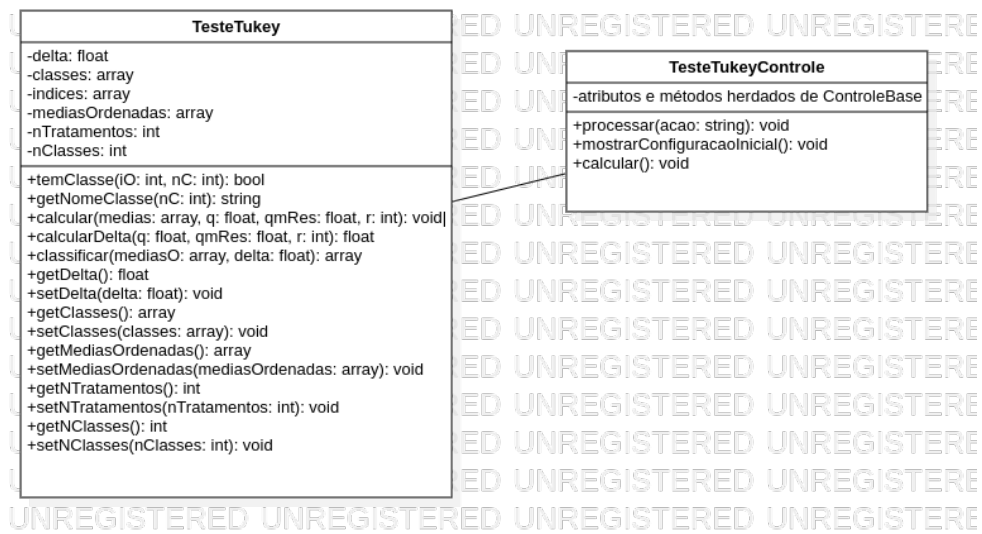 TesteTukey
-delta: float
-classes: array
-indices: array
-mediasOrdenadas: array
-nTratamentos: int
-nClasses: int
+temClasse(iO: int, nC: int): bool
+getNomeClasse(nC: int): string
+calcular(medias: array, q: float, qmRes: float, r: int): void|
+calcularDelta(q: float, qmRes: float, r: int): float
+classificar(mediasO: array, delta: float): array
+getDelta(): float
+setDelta(delta: float): void
+getClasses(): array
+setClasses(classes: array): void
+getMediasOrdenadas(): array
+setMediasOrdenadas(mediasOrdenadas: array): void
+getNTratamentos(): int
+setNTratamentos(nTratamentos: int): void
+getNClasses(): int
+setNClasses(nClasses: int): void
TesteTukeyControle
-atributos e métodos herdados de ControleBase
+processar(acao: string): void
+mostrarConfiguracaoInicial(): void
+calcular(): void
UNREGISTERED UNREGISTERED UNREGISTERED